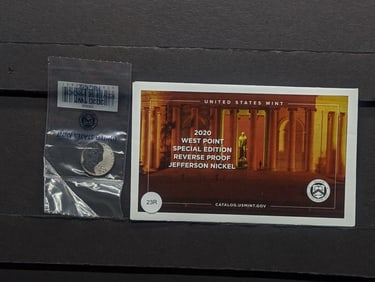 UNITED STATES MINT
2020
WEST POINT
SPECIAL EDITION
REVERSE PROOF
JEFFERSON NICKEL
23R
CATALOG.USMINT.GOV